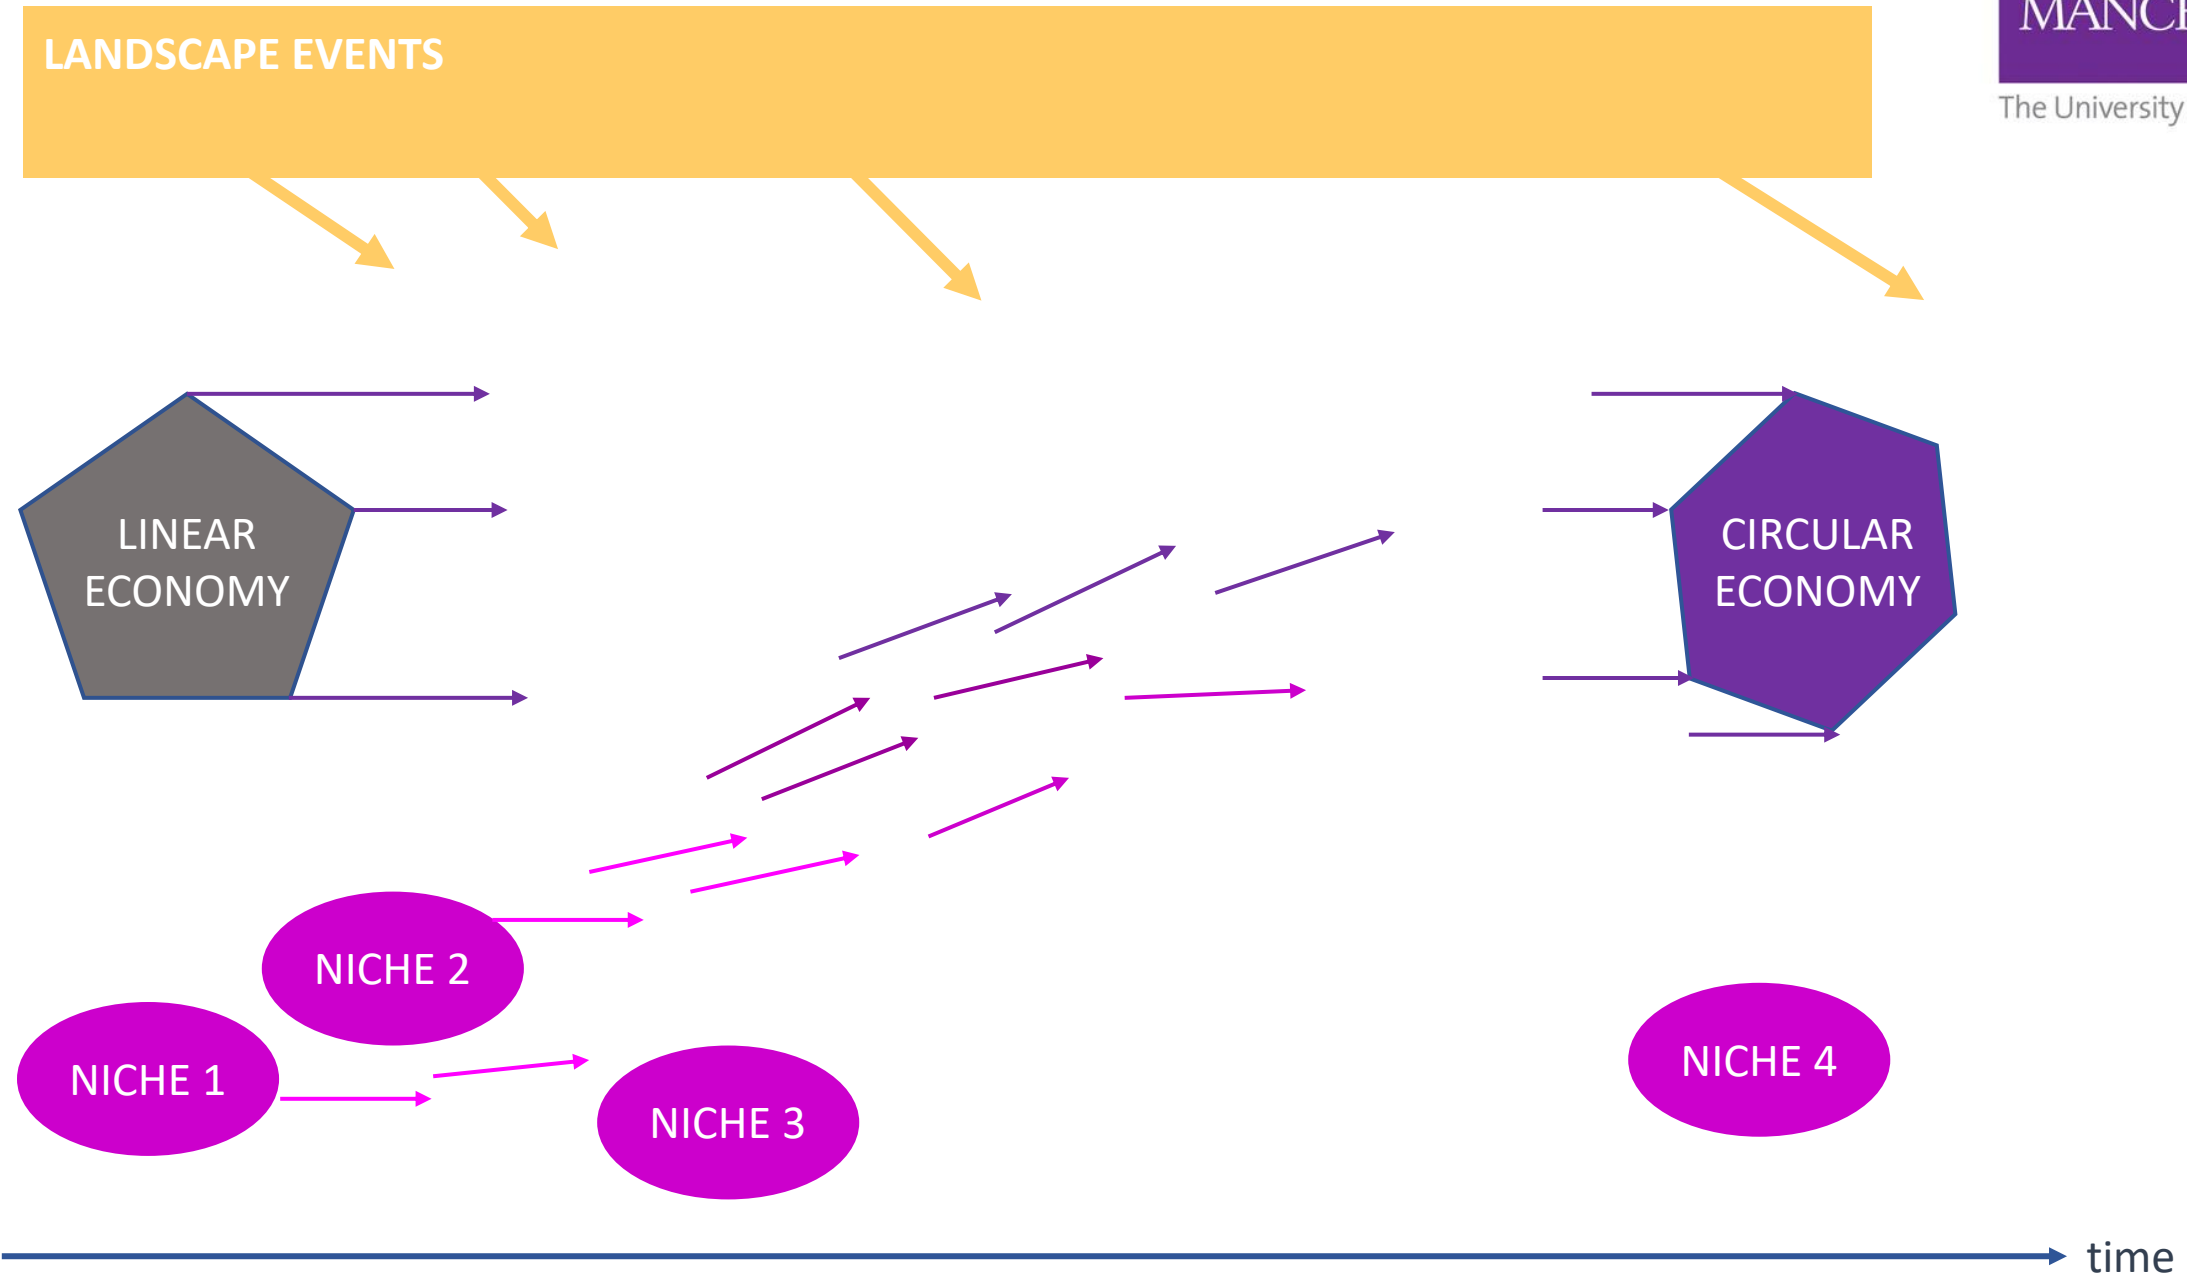 LANDSCAPE EVENTS
The University
LINEAR
ECONOMY
CIRCULAR
ECONOMY
NICHE 2
NICHE 1
NICHE 3
NICHE 4
time